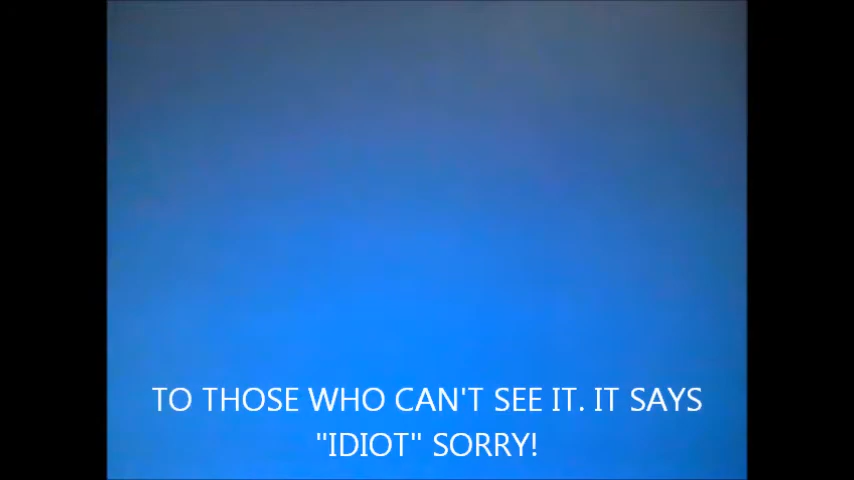 TO THOSE WHO CAN'T SEE IT. IT SAYS
"IDIOT" SORRY!